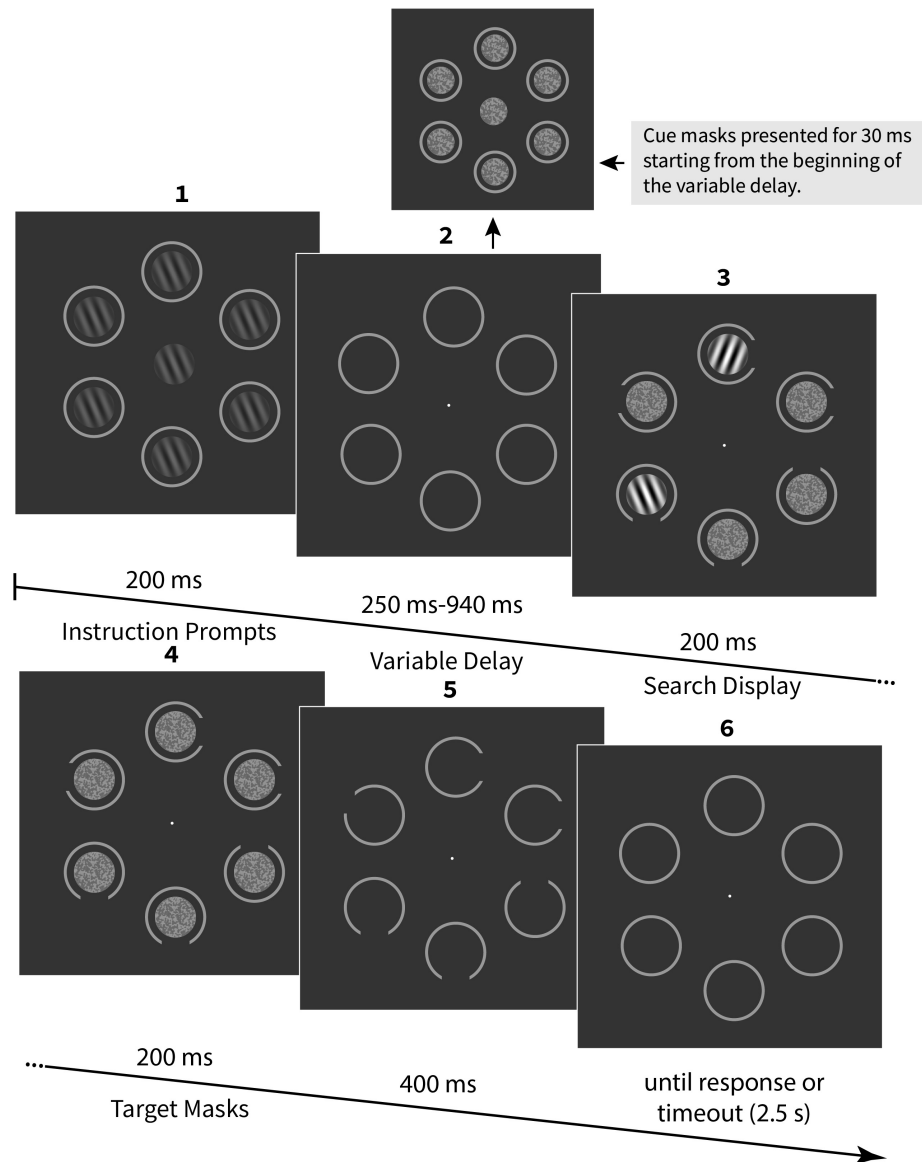 Cue masks presented for 30 ms
starting from the beginning of
the variable delay.
1
2
3
200 ms
Instruction Prompts
250 ms-940 ms
Variable Delay
200 ms
Search Display
...
4
5
6
...
200 ms
Target Masks
400 ms
until response or
timeout (2.5 s)